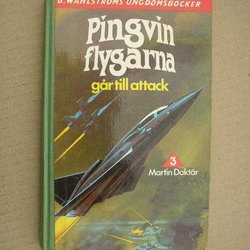 B. WAHLSTRÖMS UNGDOMSBÖCKER
Pingvin
flygarna
går till attack
3
Martin Doktár